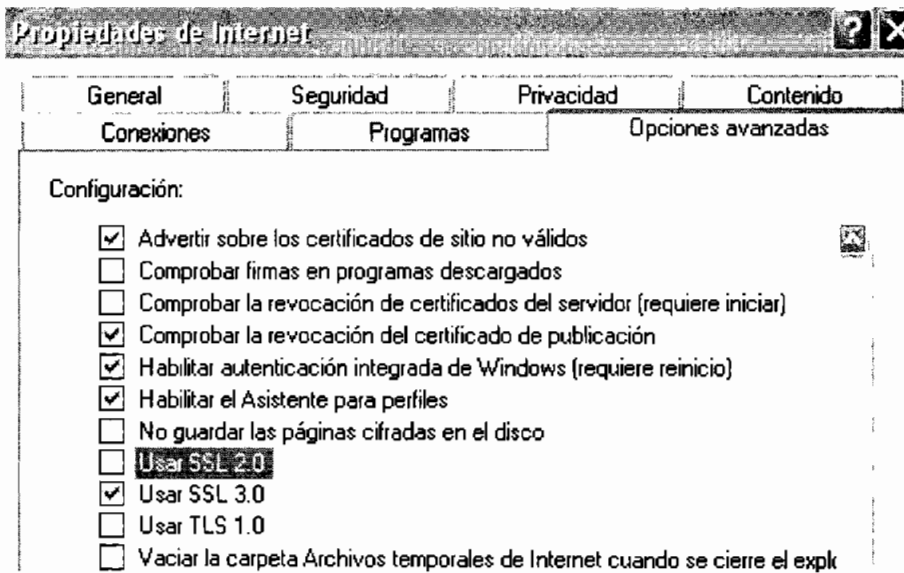 Propiedades de Internet
General Seguridad Privacidad Contenido
Conexiones Programas Opciones avanzadas
Configuración:
Advertir sobre los certificados de sitio no válidos
Comprobar firmas en programas descargados
Comprobar la revocación de certificados del servidor (requiere iniciar)
Comprobar la revocación del certificado de publicación
Habilitar autenticación integrada de Windows (requiere reinicio)
Habilitar el Asistente para perfiles
No guardar las páginas cifradas en el disco
Usar SSL 2.0
Usar SSL 3.0
Usar TLS 1.0
Vaciar la carpeta Archivos temporales de Internet cuando se cierre el explo